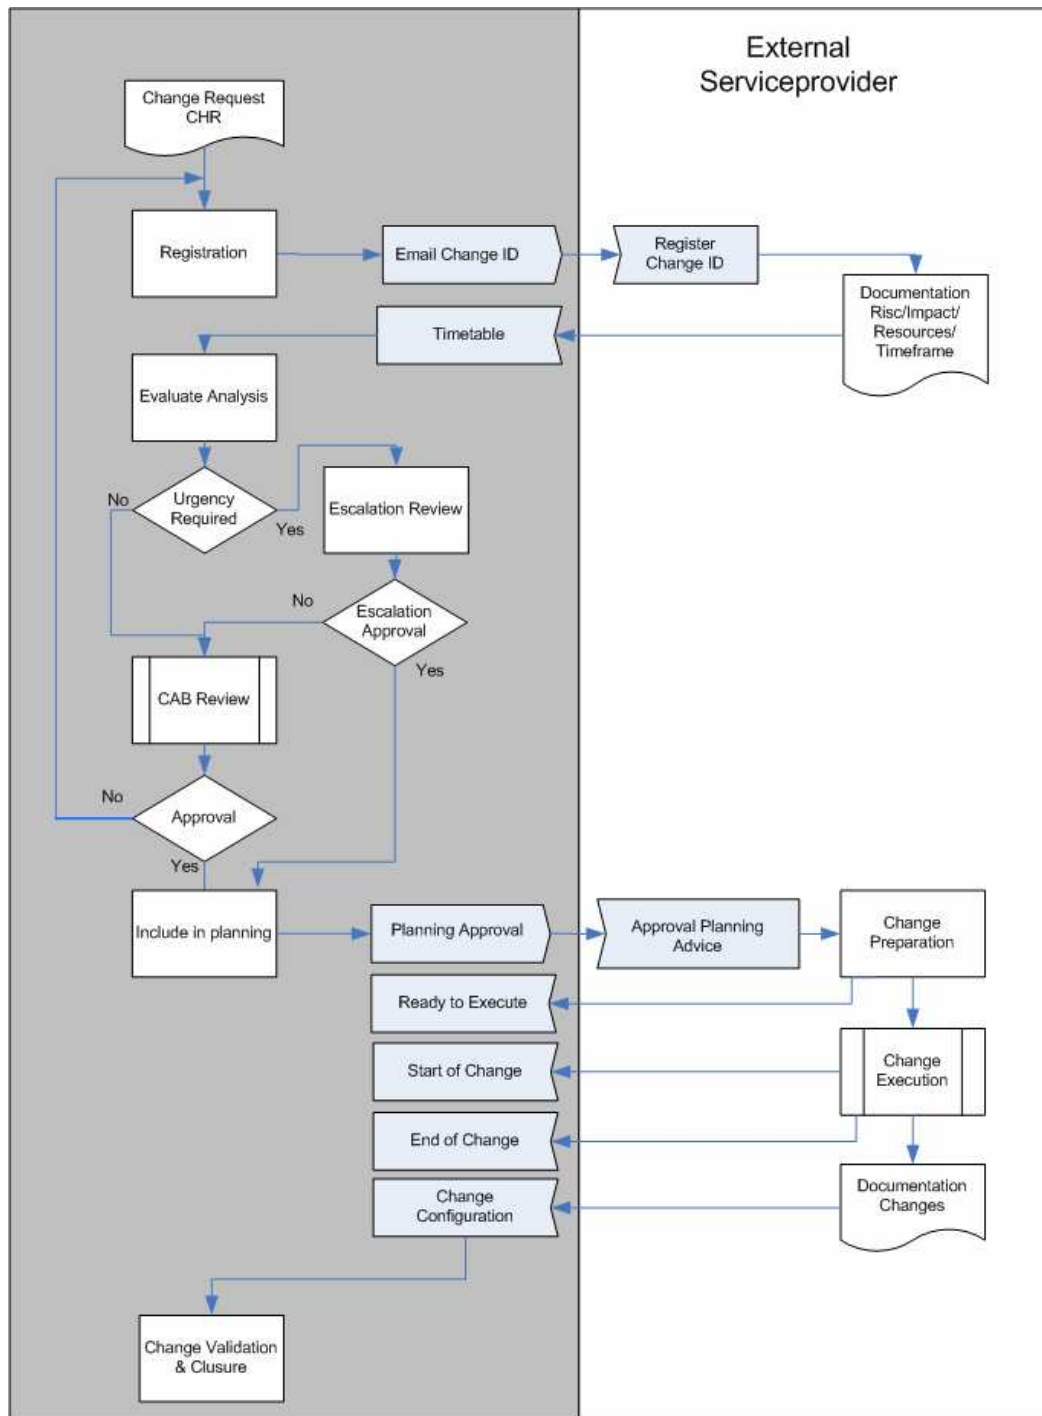 External
Serviceprovider
Change Request
CHR
Registration
Email Change ID
Register
Change ID
Documentation
Risc/Impact/
Resources/
Timeframe
Timetable
Evaluate Analysis
No
Urgency
Required
Yes
Escalation Review
No
Escalation
Approval
Yes
CAB Review
No
Approval
Yes
Include in planning
Planning Approval
Approval Planning
Advice
Change
Preparation
Ready to Execute
Start of Change
Change
Execution
End of Change
Change
Configuration
Documentation
Changes
Change Validation
& Clusure